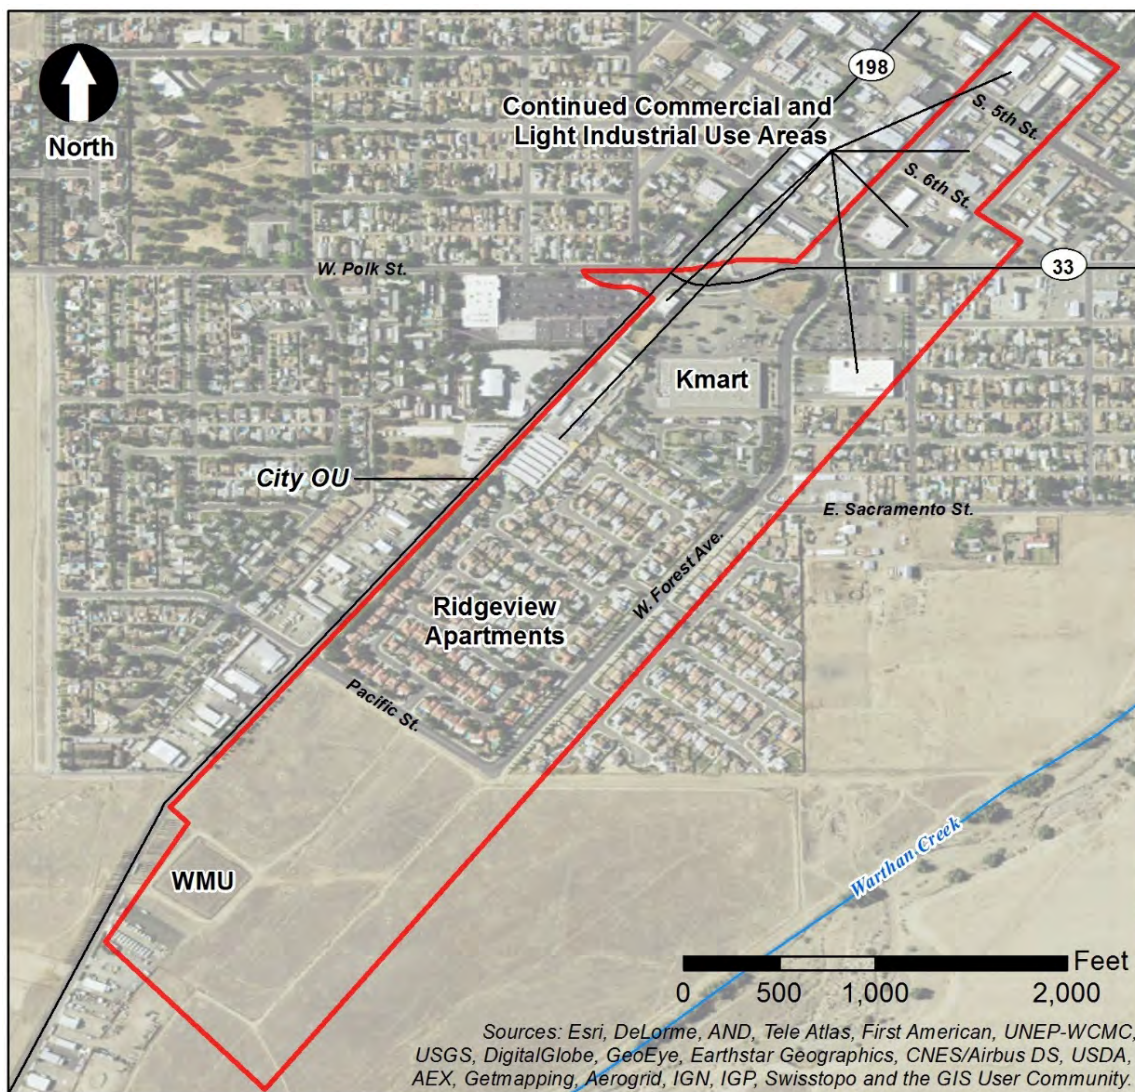 North
198
Continued Commercial and
Light Industrial Use Areas
S. 5th St.
S. 6th St.
W. Polk St.
33
Kmart
City OU
E. Sacramento St.
W. Forest Ave.
Ridgeview
Apartments
Pacific St.
WMU
Warthan Creek
Feet
0 500 1,000 2,000
Sources: Esri, DeLorme, AND, Tele Atlas, First American, UNEP-WCMC,
USGS, DigitalGlobe, GeoEye, Earthstar Geographics, CNES/Airbus DS, USDA,
AEX, Getmapping, Aerogrid, IGN, IGP, Swisstopo and the GIS User Community